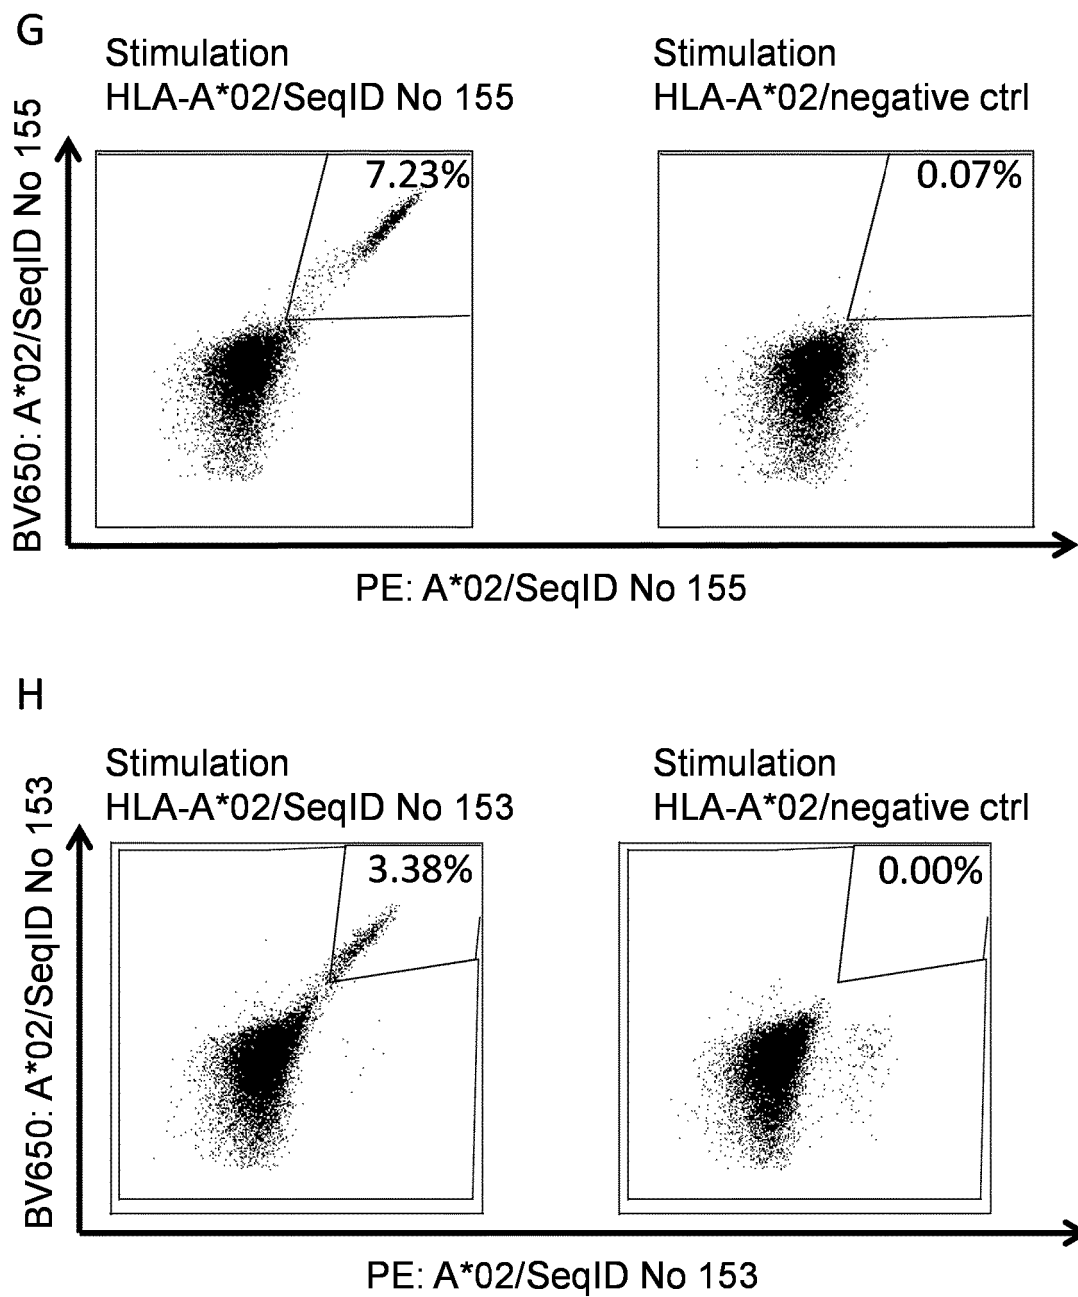 G
Stimulation
HLA-A*02/SeqID No 155
Stimulation
HLA-A*02/negative ctrl
BV650: A*02/SeqID No 155
7.23%
0.07%
PE: A*02/SeqID No 155
H
Stimulation
HLA-A*02/SeqID No 153
Stimulation
HLA-A*02/negative ctrl
BV650: A*02/SeqID No 153
3.38%
0.00%
PE: A*02/SeqID No 153